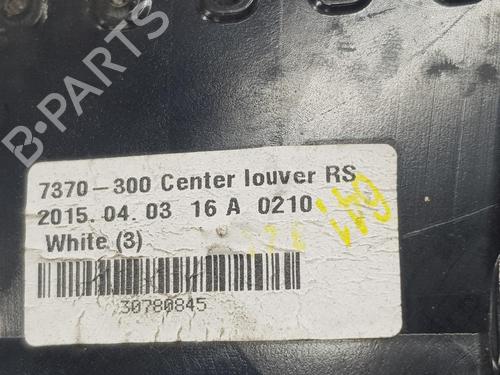 B-PARTS
7370-300 Center louver RS
2015. 04. 03 16 A 0210
White (3)
30780845